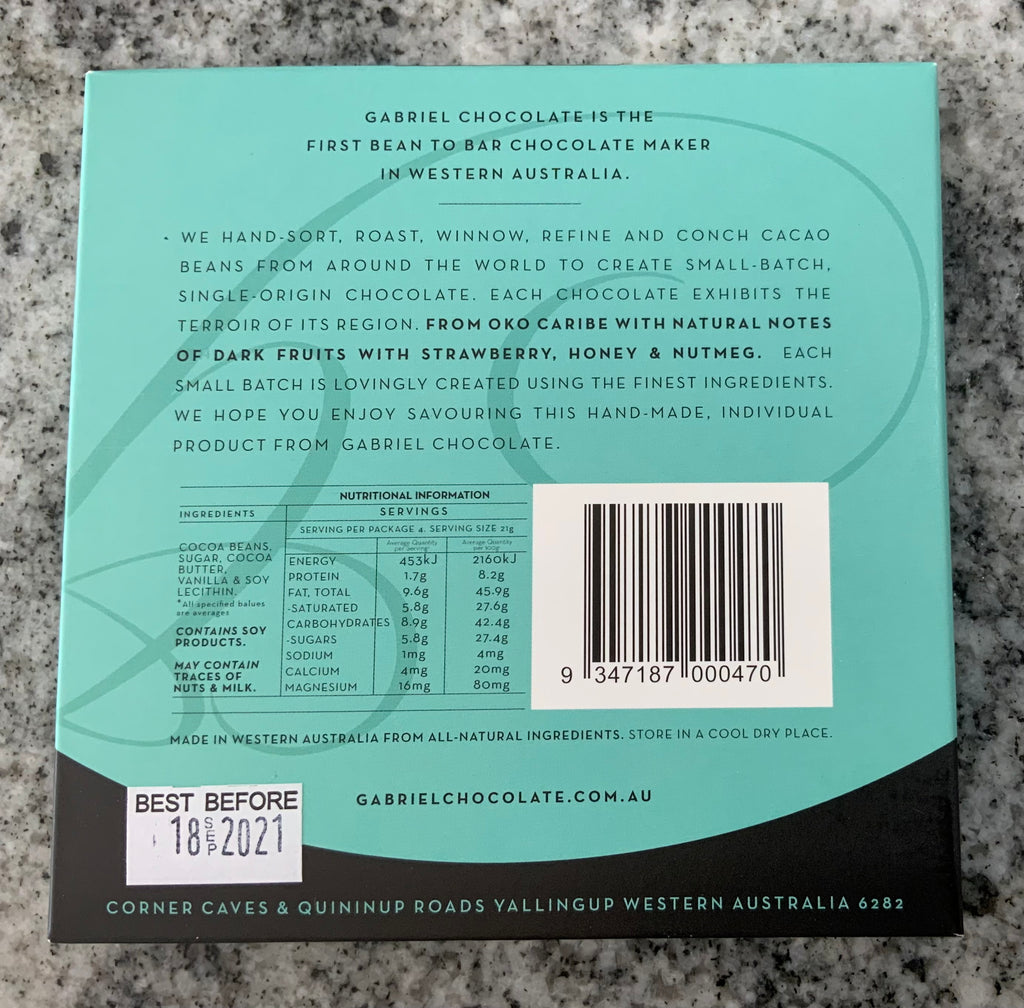 GABRIEL CHOCOLATE IS THE
FIRST BEAN TO BAR CHOCOLATE MAKER
IN WESTERN AUSTRALIA.
WE HAND-SORT, ROAST, WINNOW, REFINE AND CONCH CACAO
BEANS FROM AROUND THE WORLD TO CREATE SMALL-BATCH,
SINGLE-ORIGIN CHOCOLATE. EACH CHOCOLATE EXHIBITS THE
TERROIR OF ITS REGION. FROM OKO CARIBE WITH NATURAL NOTES
OF DARK FRUITS WITH STRAWBERRY, HONEY & NUTMEG. EACH
SMALL BATCH IS LOVINGLY CREATED USING THE FINEST INGREDIENTS.
WE HOPE YOU ENJOY SAVOURING THIS HAND-MADE, INDIVIDUAL
PRODUCT FROM GABRIEL CHOCOLATE.
INGREDIENTS
COCOA BEANS,
SUGAR, COCOA
BUTTER,
VANILLA & SOY
LECITHIN.
*All specified balues
are averages
CONTAINS SOY
PRODUCTS.
MAY CONTAIN
TRACES OF
NUTS & MILK.
NUTRITIONAL INFORMATION
SERVINGS
SERVING PER PACKAGE 4. SERVING SIZE 21g
Average Quantity per Serving* Average Quantity per 100g
ENERGY 453kJ 2160kJ
PROTEIN 1.7g 8.2g
FAT, TOTAL 9.6g 45.9g
-SATURATED 5.8g 27.6g
CARBOHYDRATES 8.9g 42.4g
-SUGARS 5.8g 27.4g
SODIUM 1mg 4mg
CALCIUM 4mg 20mg
MAGNESIUM 16mg 80mg
9 347187 000470
MADE IN WESTERN AUSTRALIA FROM ALL-NATURAL INGREDIENTS. STORE IN A COOL DRY PLACE.
BEST BEFORE
18 SEP 2021
GABRIELCHOCOLATE.COM.AU
CORNER CAVES & QUININUP ROADS YALLINGUP WESTERN AUSTRALIA 6282